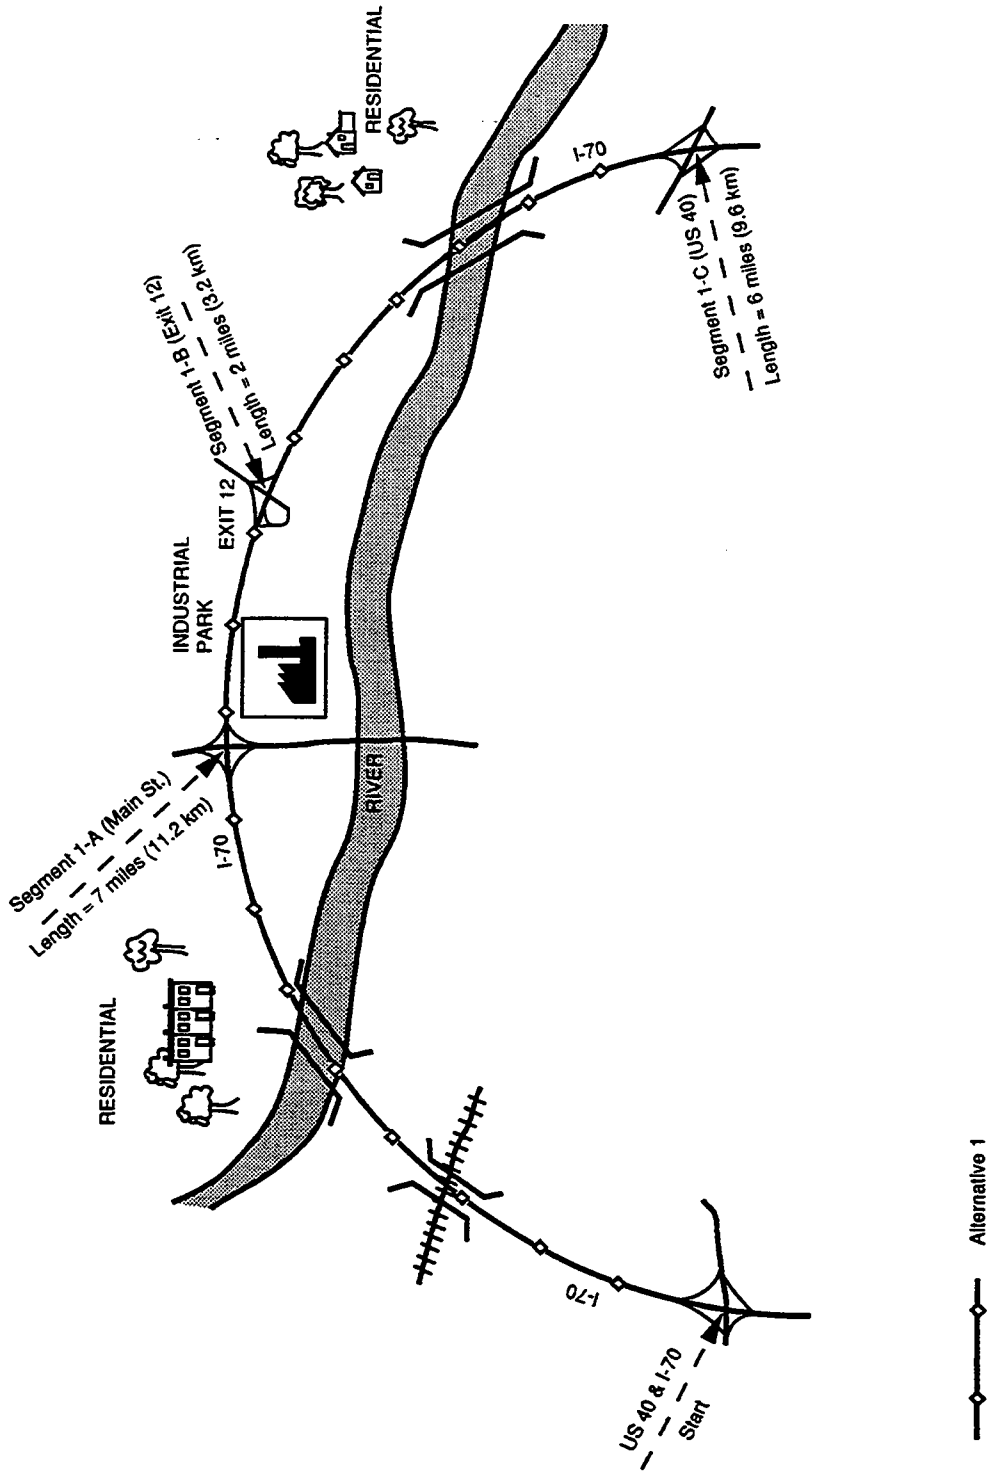 US 40 & I-70
Start
I-70
RESIDENTIAL
Segment 1-A (Main St.)
Length = 7 miles (11.2 km)
I-70
RIVER
INDUSTRIAL
PARK
EXIT 12
Segment 1-B (Exit 12)
Length = 2 miles (3.2 km)
RESIDENTIAL
I-70
Segment 1-C (US 40)
Length = 6 miles (9.6 km)
Alternative 1